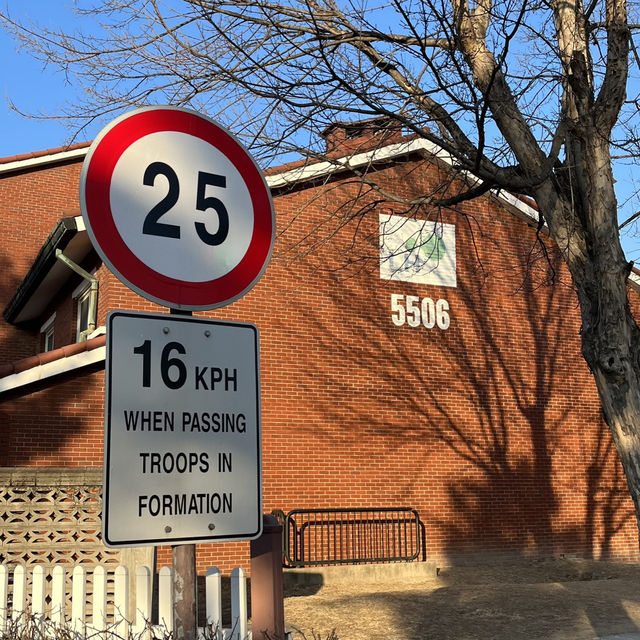 25
16 KPH
WHEN PASSING
TROOPS IN
FORMATION
5506